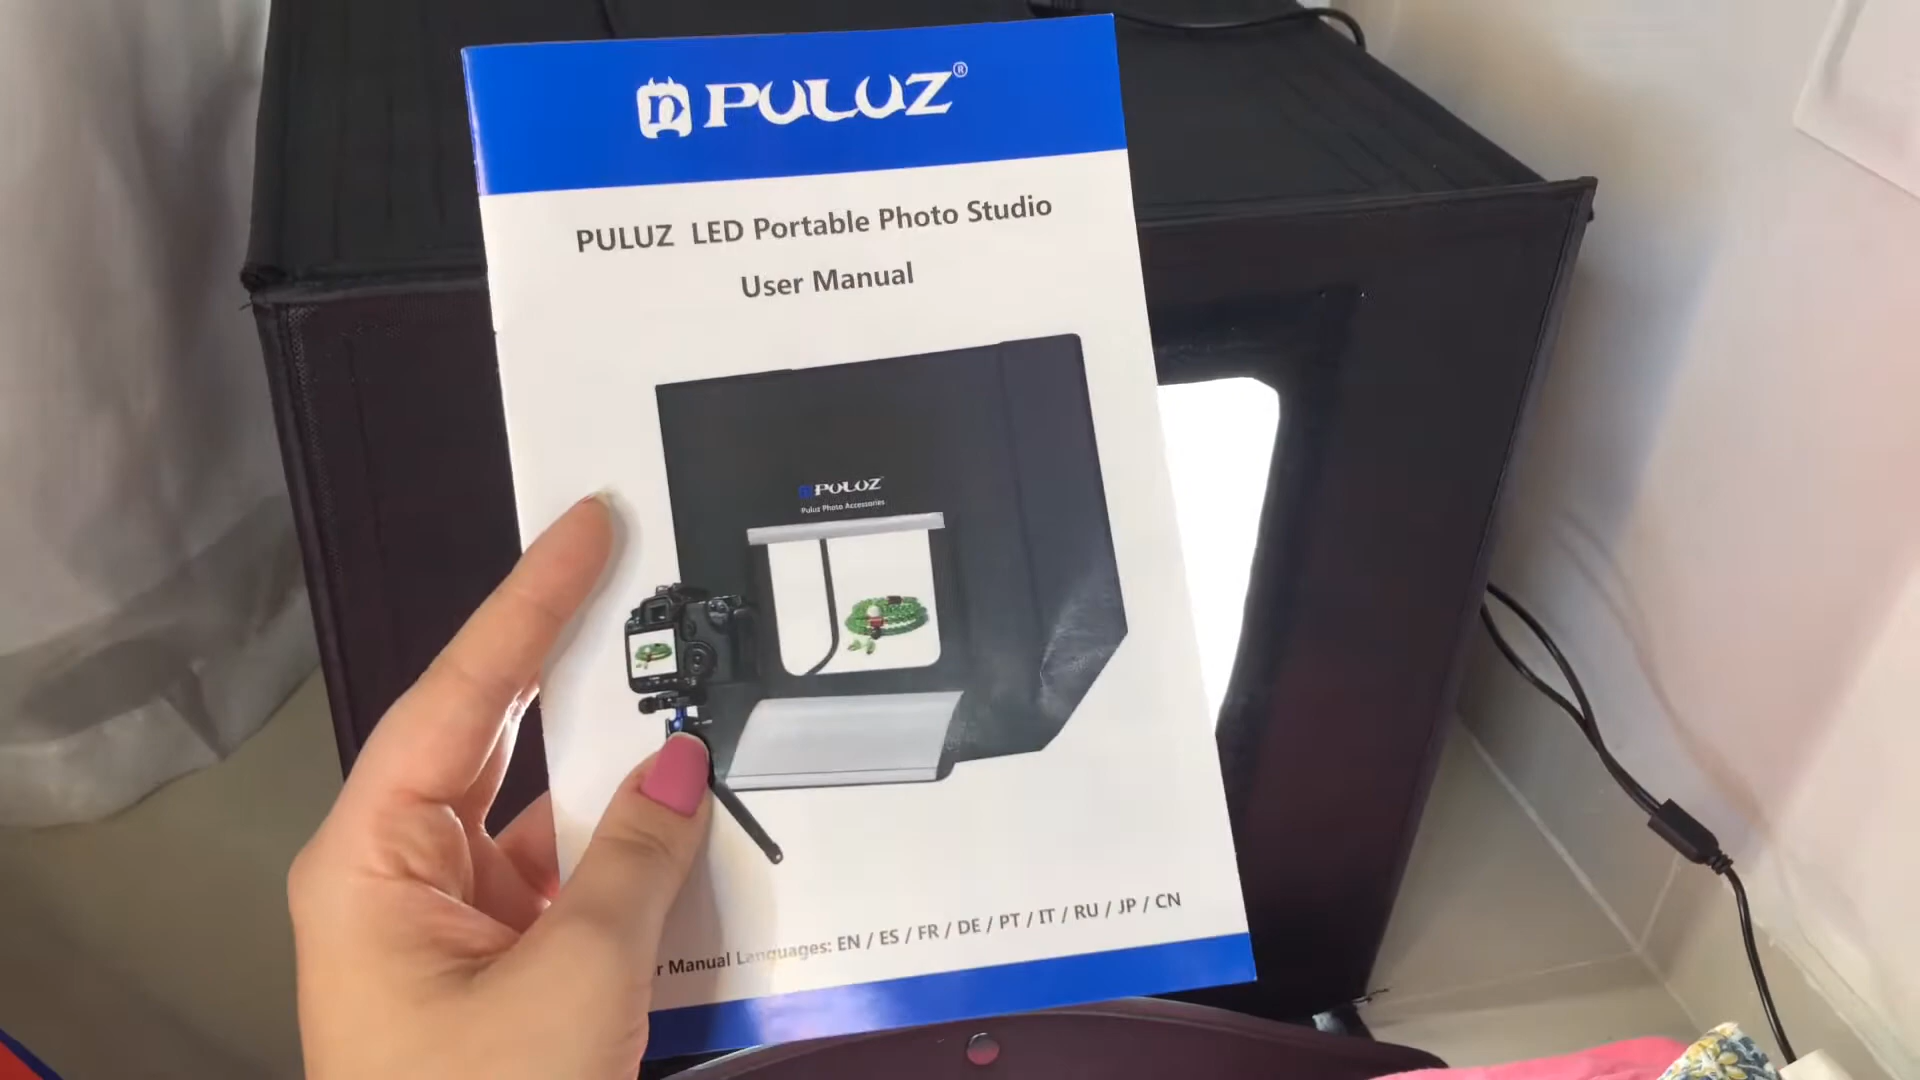 PULUZ®
PULUZ LED Portable Photo Studio
User Manual
PULUZ
Puluz Photo Accessories
Manual Languages: EN / ES / FR / DE / PT / IT / RU / JP / CN